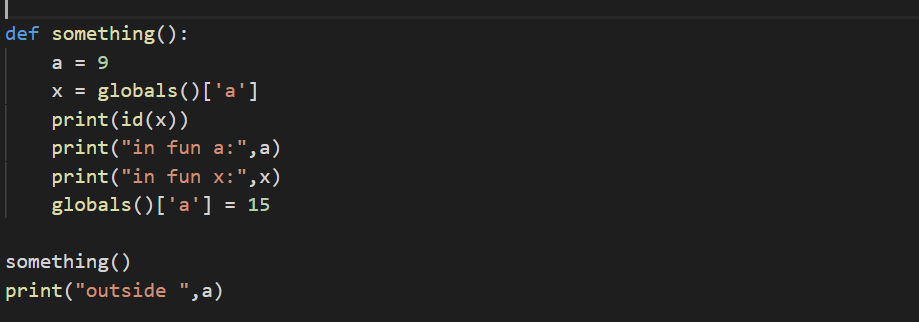 def something():
    a = 9
    x = globals()['a']
    print(id(x))
    print("in fun a:",a)
    print("in fun x:",x)
    globals()['a'] = 15
something()
print("outside ",a)